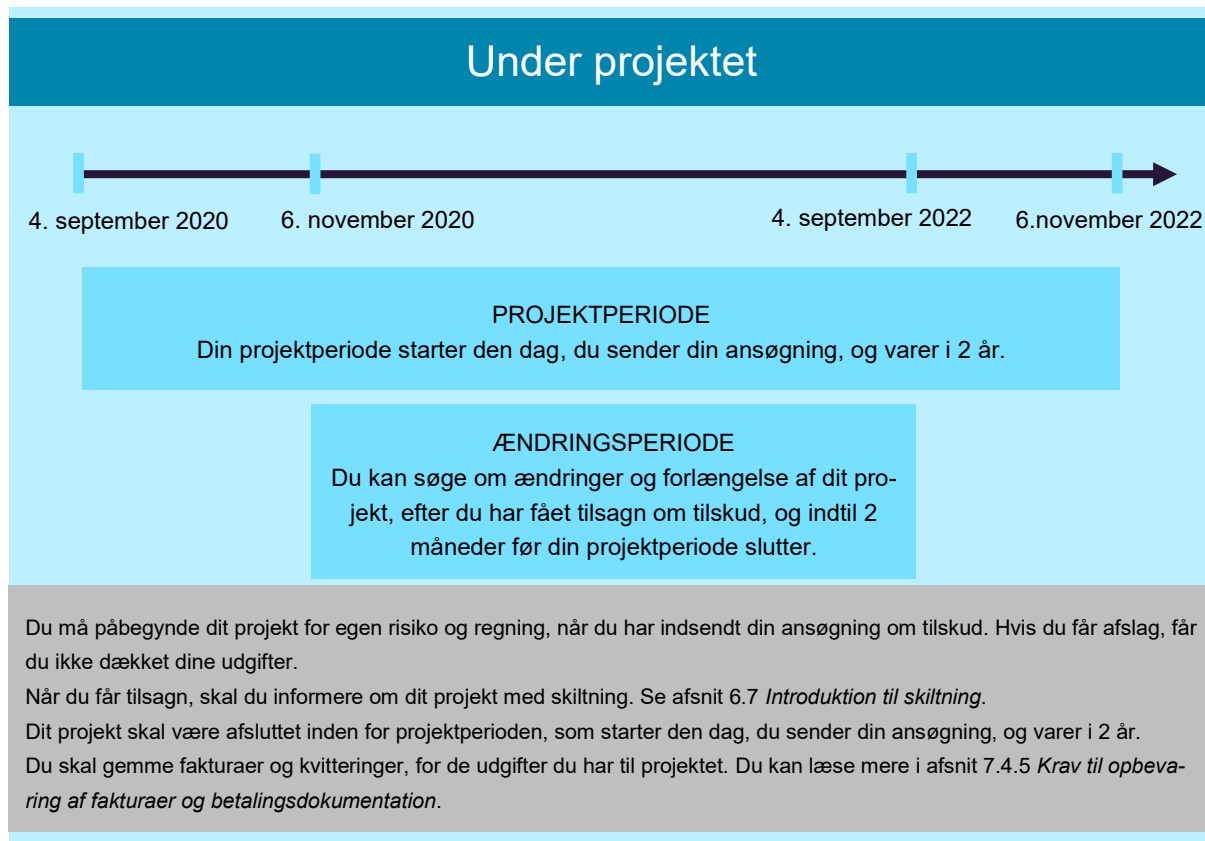 Under projektet
4. september 2020 6. november 2020 4. september 2022 6.november 2022
PROJEKTPERIODE
Din projektperiode starter den dag, du sender din ansøgning, og varer i 2 år.
ÆNDRINGSPERIODE
Du kan søge om ændringer og forlængelse af dit pro-
jekt, efter du har fået tilsagn om tilskud, og indtil 2
måneder før din projektperiode slutter.
Du må påbegynde dit projekt for egen risiko og regning, når du har indsendt din ansøgning om tilskud. Hvis du får afslag, får
du ikke dækket dine udgifter.
Når du får tilsagn, skal du informere om dit projekt med skiltning. Se afsnit 6.7 Introduktion til skiltning.
Dit projekt skal være afsluttet inden for projektperioden, som starter den dag, du sender din ansøgning, og varer i 2 år.
Du skal gemme fakturaer og kvitteringer, for de udgifter du har til projektet. Du kan læse mere i afsnit 7.4.5 Krav til opbeva-
ring af fakturaer og betalingsdokumentation.